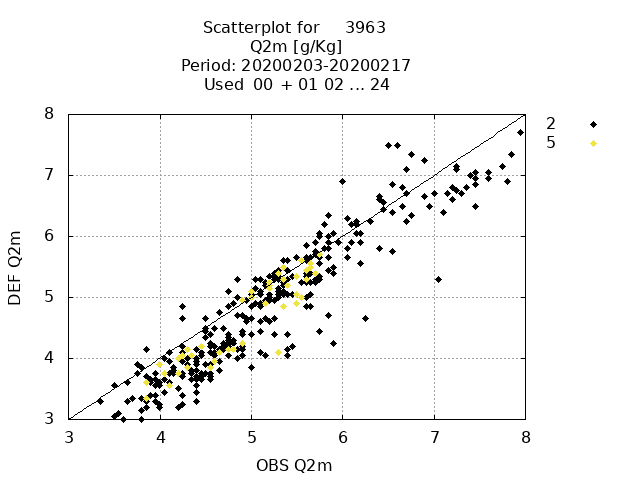 Scatterplot for 3963
Q2m [g/Kg]
Period: 20200203-20200217
Used 00 + 01 02 ... 24
2
5
8
7
6
5
4
3
DEF Q2m
3 4 5 6 7 8
OBS Q2m